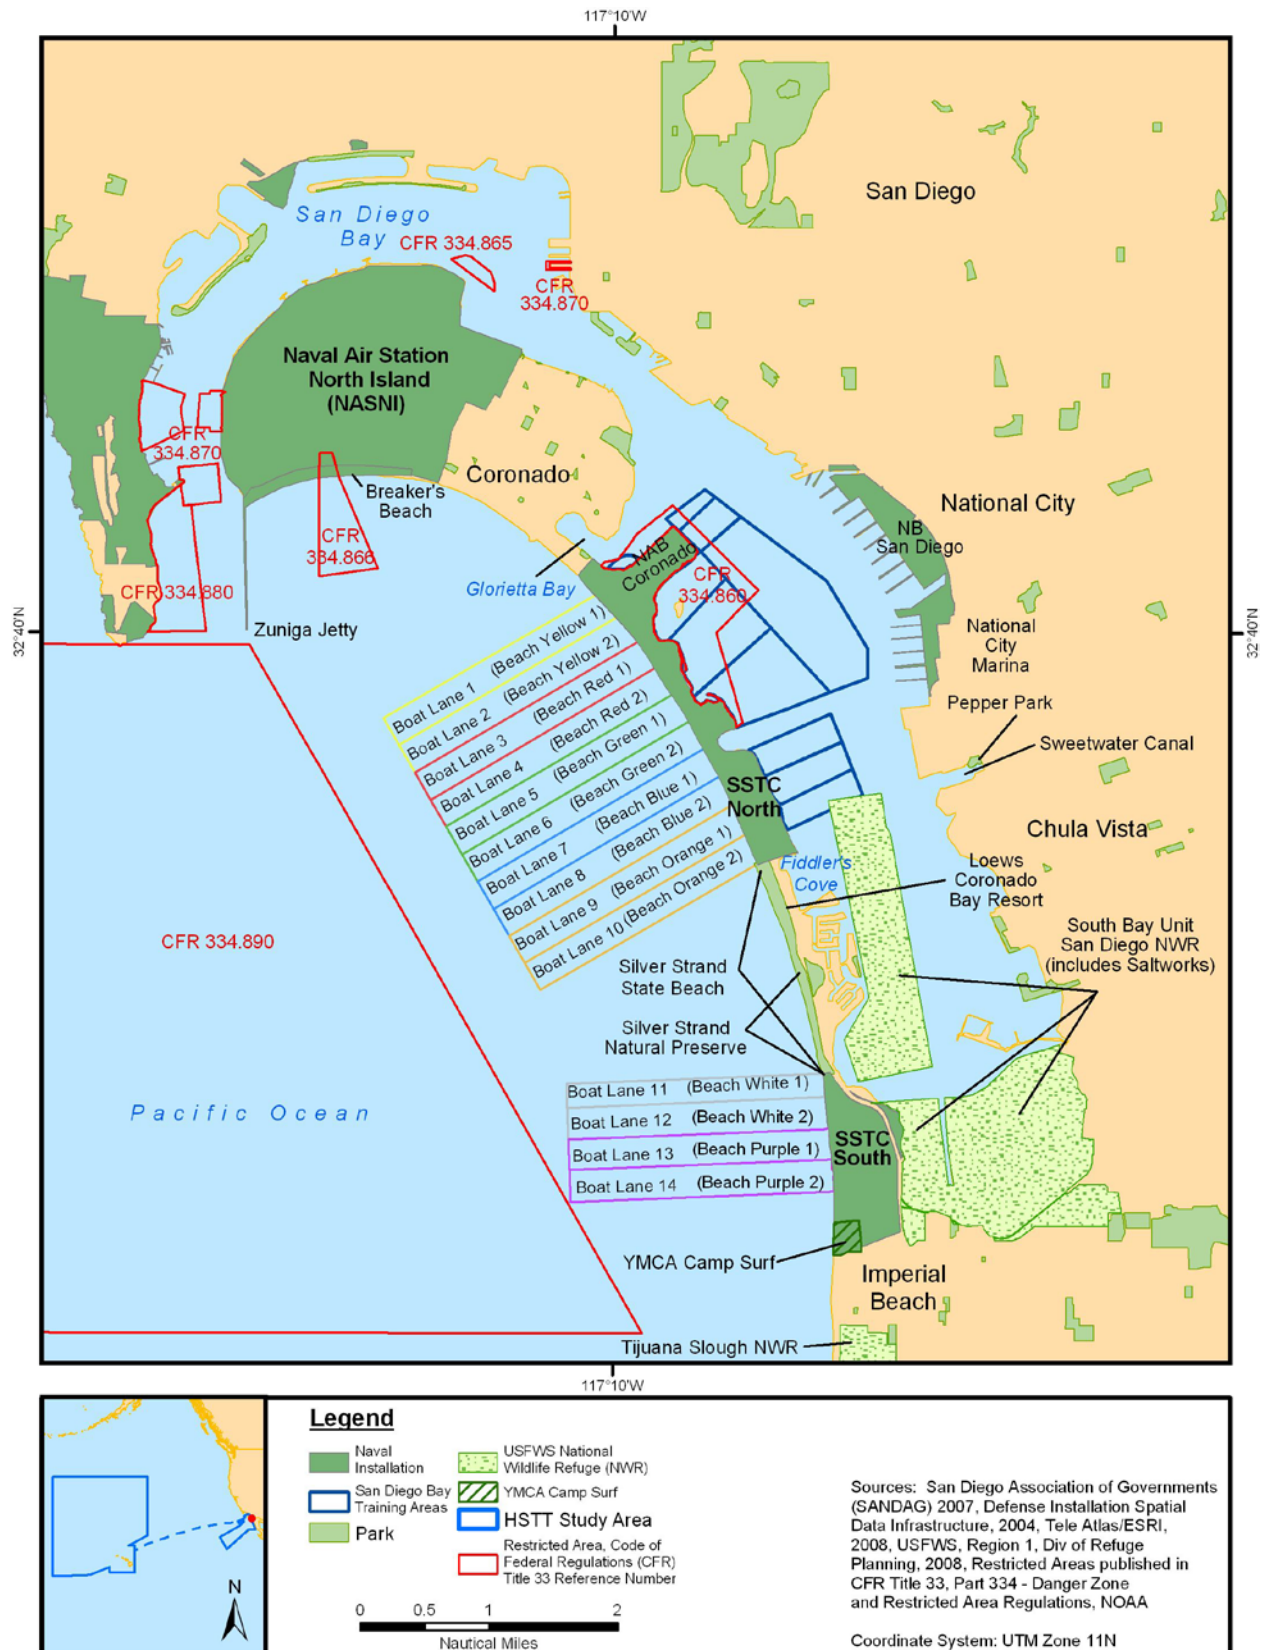 117°10'W
San Diego
San Diego
Bay
CFR 334.865
CFR
334.870
Naval Air Station
North Island
(NASNI)
CFR
334.870
Coronado
Breaker's
Beach
National City
NB
San Diego
CFR
334.866
NAB
Coronado
CFR
334.860
CFR 334.880
Glorietta Bay
32°40'N
32°40'N
Zuniga Jetty
National
City
Marina
Pepper Park
Sweetwater Canal
Boat Lane 1 (Beach Yellow 1)
Boat Lane 2 (Beach Yellow 2)
Boat Lane 3 (Beach Red 1)
Boat Lane 4 (Beach Red 2)
Boat Lane 5 (Beach Green 1)
Boat Lane 6 (Beach Green 2)
Boat Lane 7 (Beach Blue 1)
Boat Lane 8 (Beach Blue 2)
Boat Lane 9 (Beach Orange 1)
Boat Lane 10 (Beach Orange 2)
SSTC
North
Chula Vista
Fiddler's
Cove
Loews
Coronado
Bay Resort
CFR 334.890
South Bay Unit
San Diego NWR
(includes Saltworks)
Silver Strand
State Beach
Silver Strand
Natural Preserve
Pacific Ocean
Boat Lane 11 (Beach White 1)
Boat Lane 12 (Beach White 2)
Boat Lane 13 (Beach Purple 1)
Boat Lane 14 (Beach Purple 2)
SSTC
South
YMCA Camp Surf
Imperial
Beach
Tijuana Slough NWR
117°10'W
N
Legend
Naval
Installation
San Diego Bay
Training Areas
Park
USFWS National
Wildlife Refuge (NWR)
YMCA Camp Surf
HSTT Study Area
Restricted Area, Code of
Federal Regulations (CFR)
Title 33 Reference Number
0 0.5 1 2
Nautical Miles
Sources: San Diego Association of Governments
(SANDAG) 2007, Defense Installation Spatial
Data Infrastructure, 2004, Tele Atlas/ESRI,
2008, USFWS, Region 1, Div of Refuge
Planning, 2008, Restricted Areas published in
CFR Title 33, Part 334 - Danger Zone
and Restricted Area Regulations, NOAA
Coordinate System: UTM Zone 11N